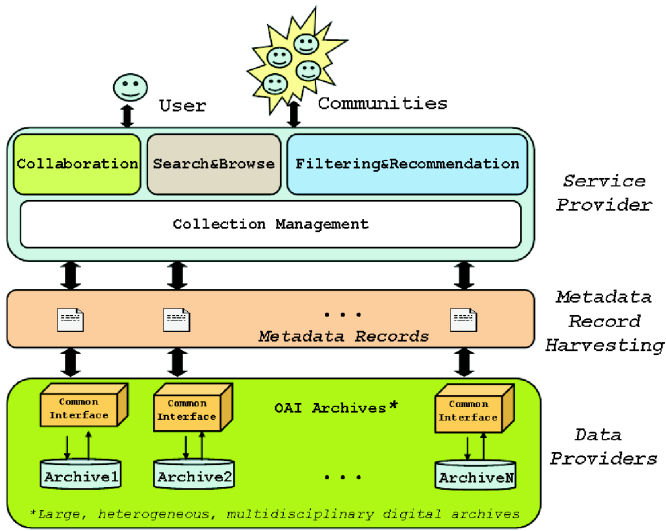 User
Communities
Collaboration
Search&Browse
Filtering&Recommendation
Collection Management
Service
Provider
...
Metadata Records
Metadata
Record
Harvesting
Common
Interface
Common
Interface
OAI Archives*
Common
Interface
Archive1
Archive2
...
ArchiveN
Data
Providers
*Large, heterogeneous, multidisciplinary digital archives